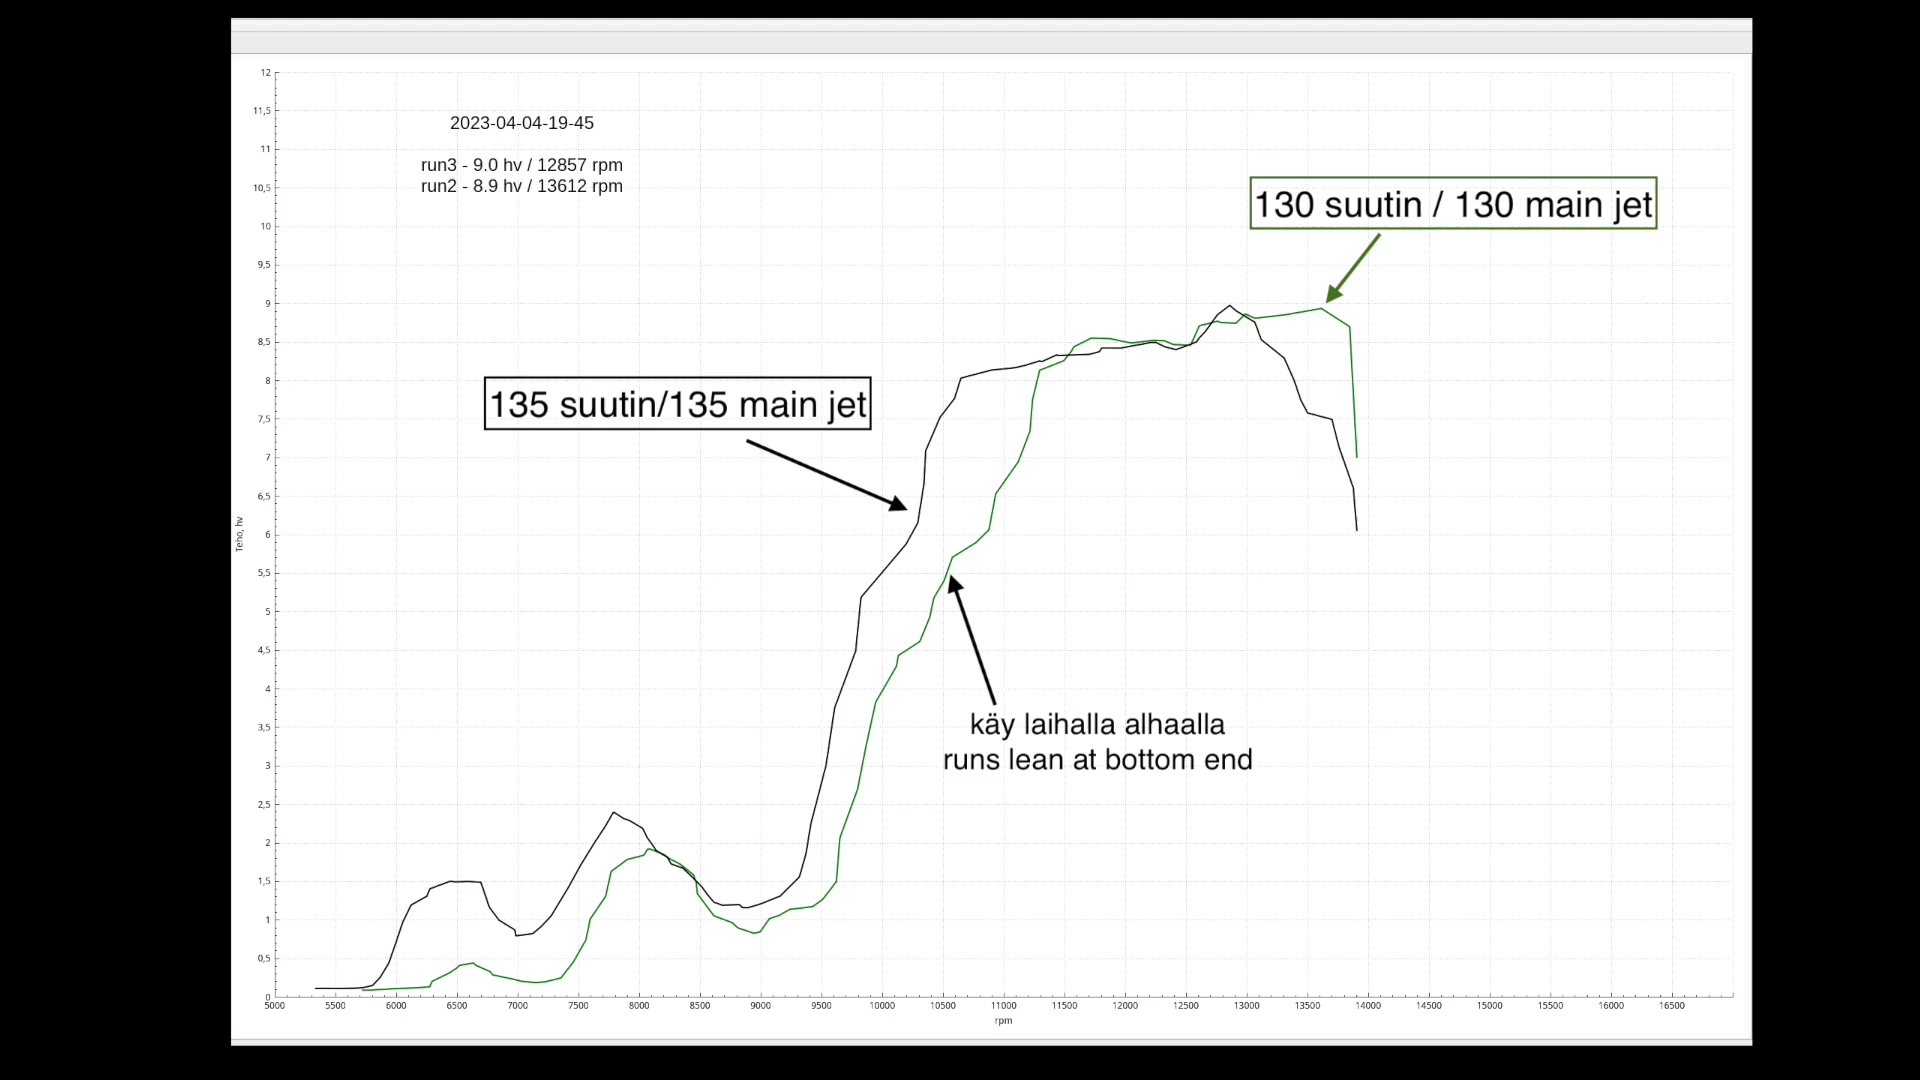 2023-04-04-19-45
run3 - 9.0 hv / 12857 rpm
run2 - 8.9 hv / 13612 rpm
130 suutin / 130 main jet
135 suutin/135 main jet
käy laihalla alhaalla
runs lean at bottom end
Teho, hv
12
11,5
11
10,5
10
9,5
9
8,5
8
7,5
7
6,5
6
5,5
5
4,5
4
3,5
3
2,5
2
1,5
1
0,5
0
5000 5500 6000 6500 7000 7500 8000 8500 9000 9500 10000 10500 11000 11500 12000 12500 13000 13500 14000 14500 15000 15500 16000 16500
rpm